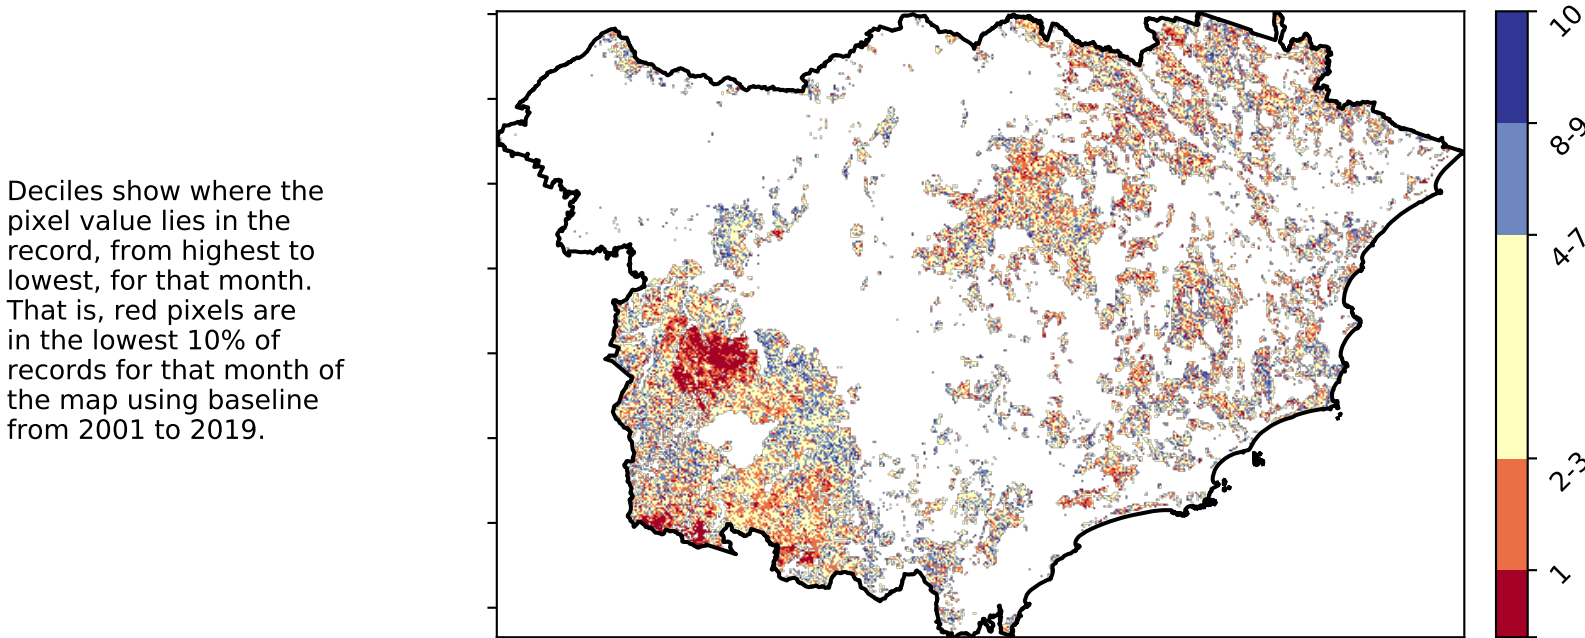 Deciles show where the
pixel value lies in the
record, from highest to
lowest, for that month.
That is, red pixels are
in the lowest 10% of
records for that month of
the map using baseline
from 2001 to 2019.
10
8-9
4-7
2-3
1